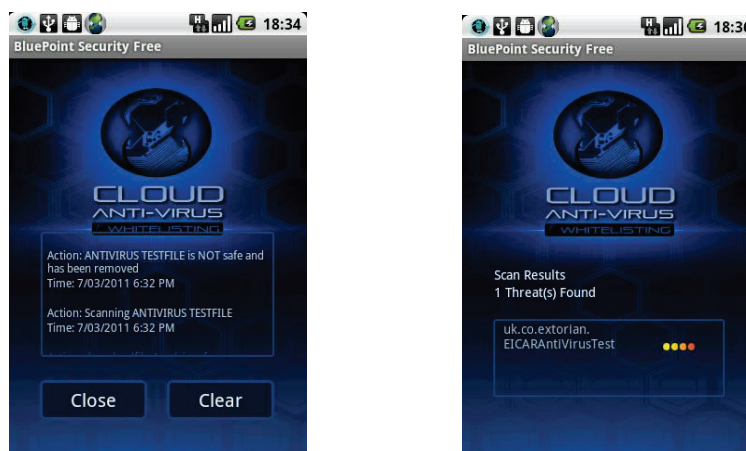 18:34
BluePoint Security Free
CLOUD
ANTI-VIRUS
WHITELISTING
Action: ANTIVIRUS TESTFILE is NOT safe and
has been removed
Time: 7/03/2011 6:32 PM
Action: Scanning ANTIVIRUS TESTFILE
Time: 7/03/2011 6:32 PM
Close
Clear
H
18:36
BluePoint Security Free
CLOUD
ANTI-VIRUS
WHITELISTING
Scan Results
1 Threat(s) Found
uk.co.extorian.
EICARAntiVirusTest